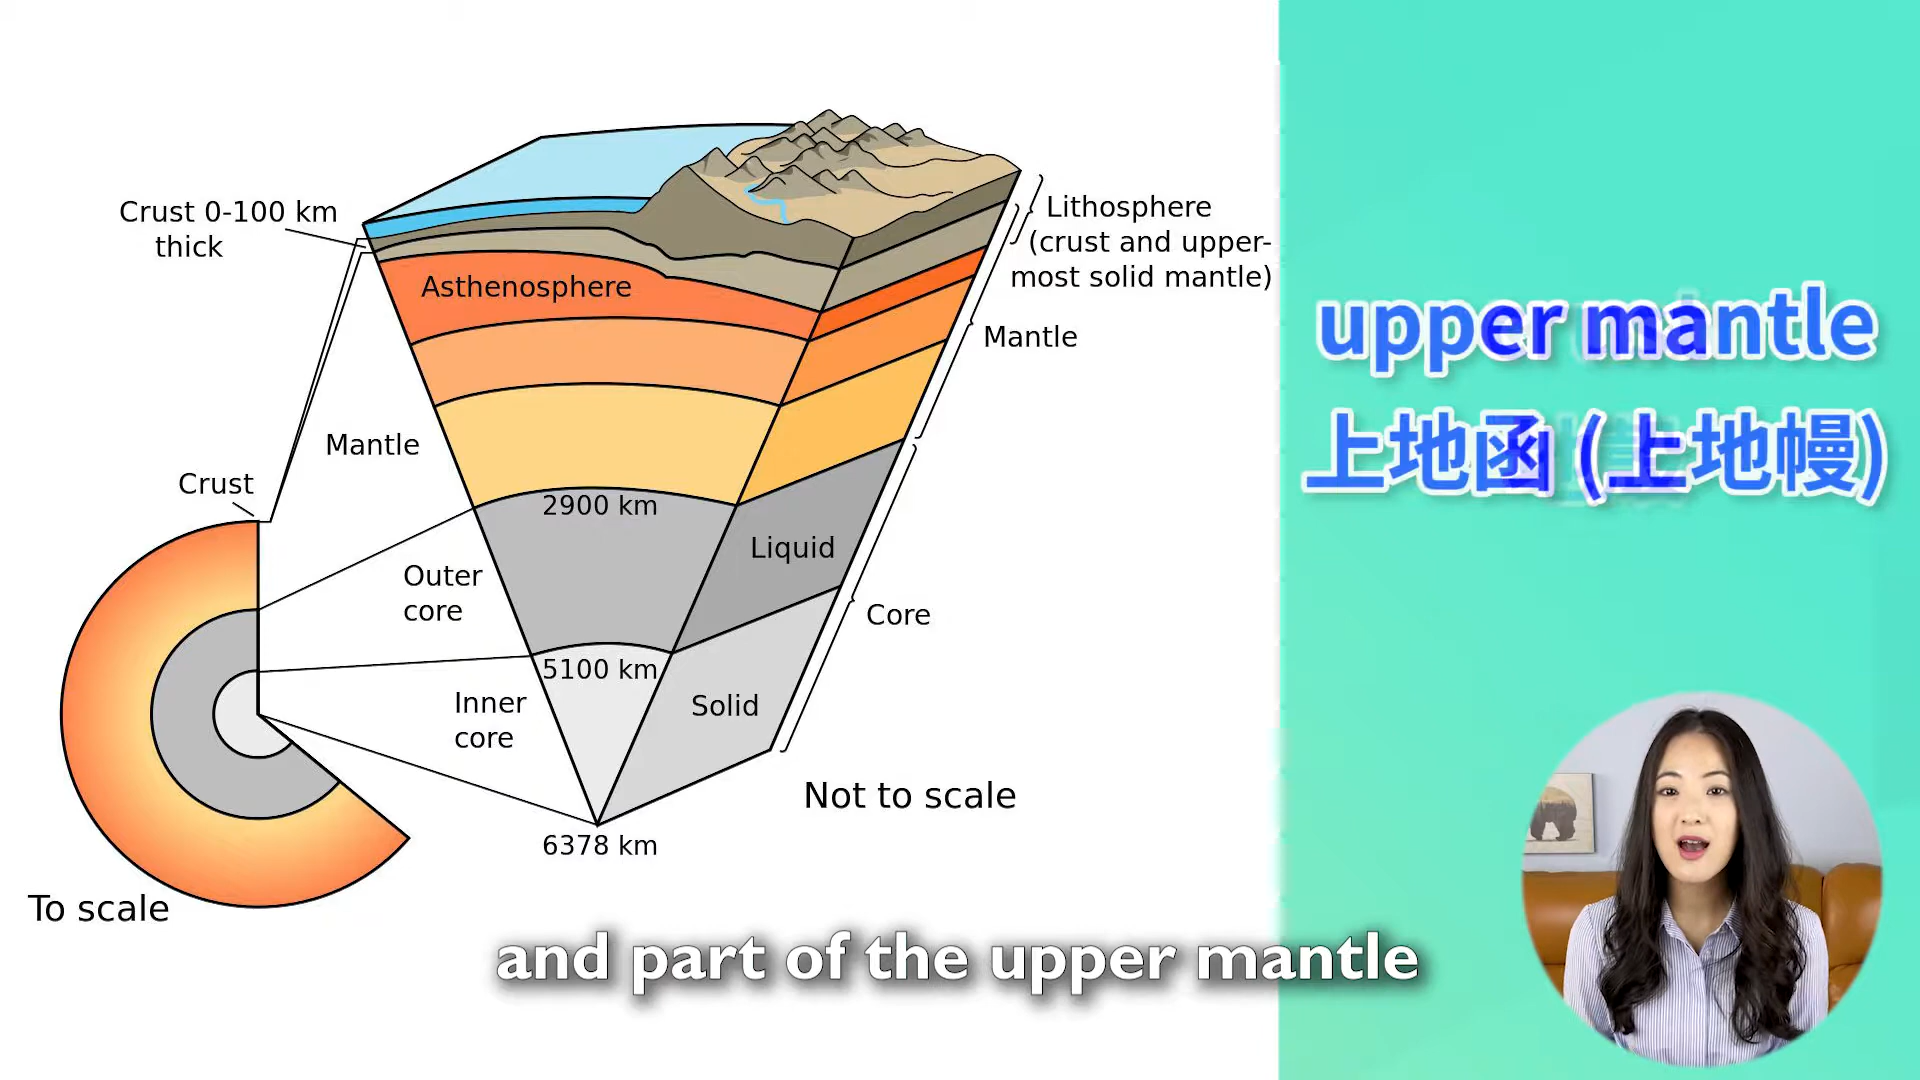 Crust 0-100 km
thick
Asthenosphere
Lithosphere
(crust and upper-
most solid mantle)
Mantle
Mantle
Crust
2900 km
Liquid
Outer
core
Core
5100 km
Solid
Inner
core
Not to scale
6378 km
To scale
upper mantle
上地函 (上地幔)
and part of the upper mantle